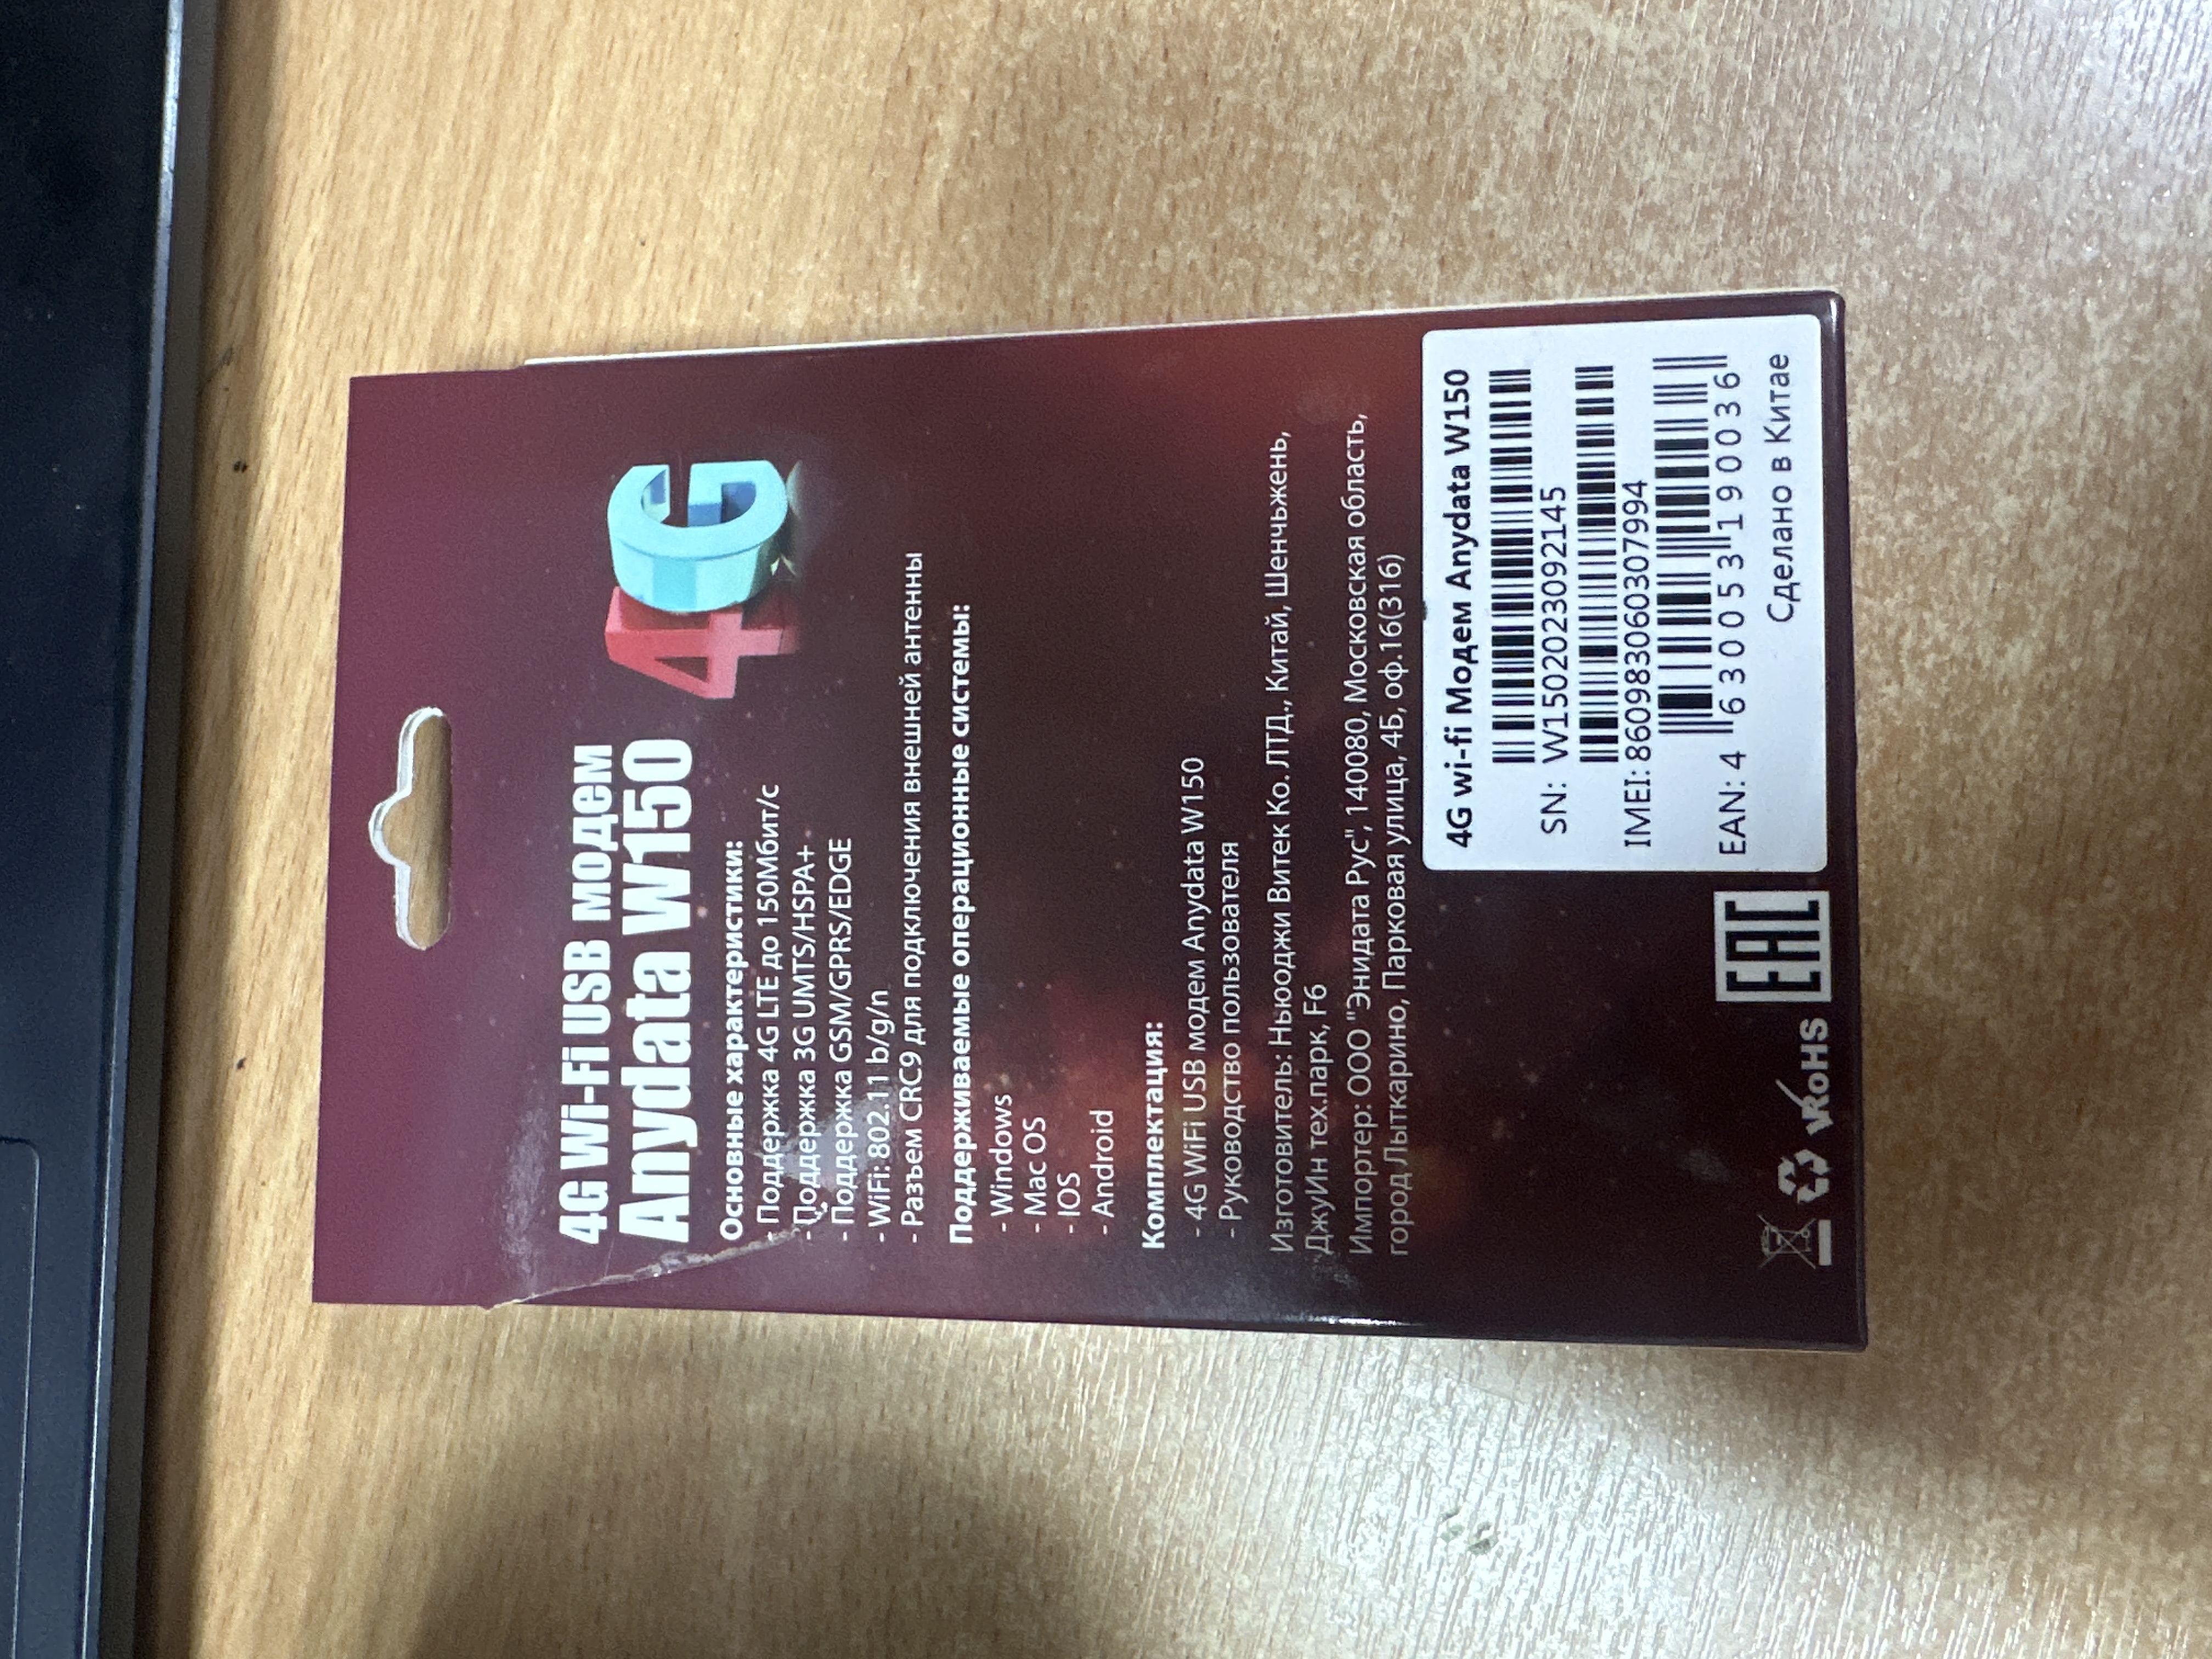 4G Wi-Fi USB модем
Anydata W150
4G
Основные характеристики:
- Поддержка 4G LTE до 150Мбит/с
- Поддержка 3G UMTS/HSPA+
- Поддержка GSM/GPRS/EDGE
- WiFi: 802.11 b/g/n
- Разъем CRC9 для подключения внешней антенны
Поддерживаемые операционные системы:
- Windows
- Mac OS
- IOS
- Android
Комплектация:
- 4G WiFi USB модем Anydata W150
- Руководство пользователя
Изготовитель: Ньюоджи Витек Ко. ЛТД., Китай, Шенчьжень,
ДжуИн тех.парк, F6
Импортер: ООО "Энидата Рус", 140080, Московская область,
город Лыткарино, Парковая улица, 4Б, оф.16(316)
RoHS
EAC
4G wi-fi Модем Anydata W150
SN: W150202309214​5
IMEI: 860983060307994
EAN: 4 630053 190036
Сделано в Китае